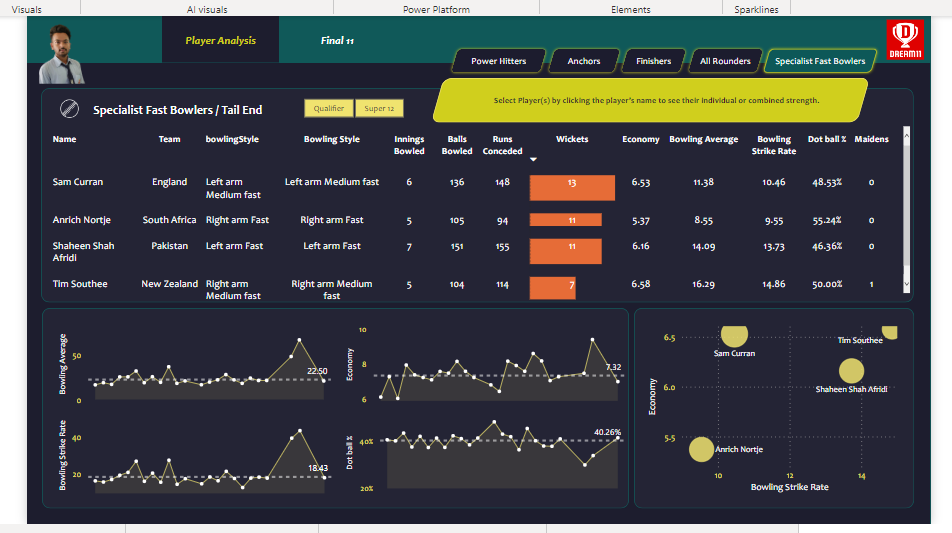 Visuals AI visuals Power Platform Elements Sparklines
Player Analysis Final 11
DREAM11
Power Hitters Anchors Finishers All Rounders Specialist Fast Bowlers
Select Player(s) by clicking the player's name to see their individual or combined strength.
Specialist Fast Bowlers / Tail End
Qualifier Super 12
Name Team bowlingStyle Bowling Style Innings Bowled Balls Bowled Runs Conceded Wickets Economy Bowling Average Bowling Strike Rate Dot ball % Maidens
Sam Curran England Left arm Medium fast Left arm Medium fast 6 136 148 13 6.53 11.38 10.46 48.53% 0
Anrich Nortje South Africa Right arm Fast Right arm Fast 5 105 94 11 5.37 8.55 9.55 55.24% 0
Shaheen Shah Afridi Pakistan Left arm Fast Left arm Fast 7 151 155 11 6.16 14.09 13.73 46.36% 0
Tim Southee New Zealand Right arm Medium fast Right arm Medium fast 5 104 114 7 6.58 16.29 14.86 50.00% 1
Bowling Average
50
0
22.50
Economy
10
8
6
7.32
Bowling Strike Rate
40
20
18.43
Dot ball %
40%
20%
40.26%
Economy
6.5
6.0
5.5
Sam Curran
Tim Southee
Shaheen Shah Afridi
Anrich Nortje
10 12 14
Bowling Strike Rate